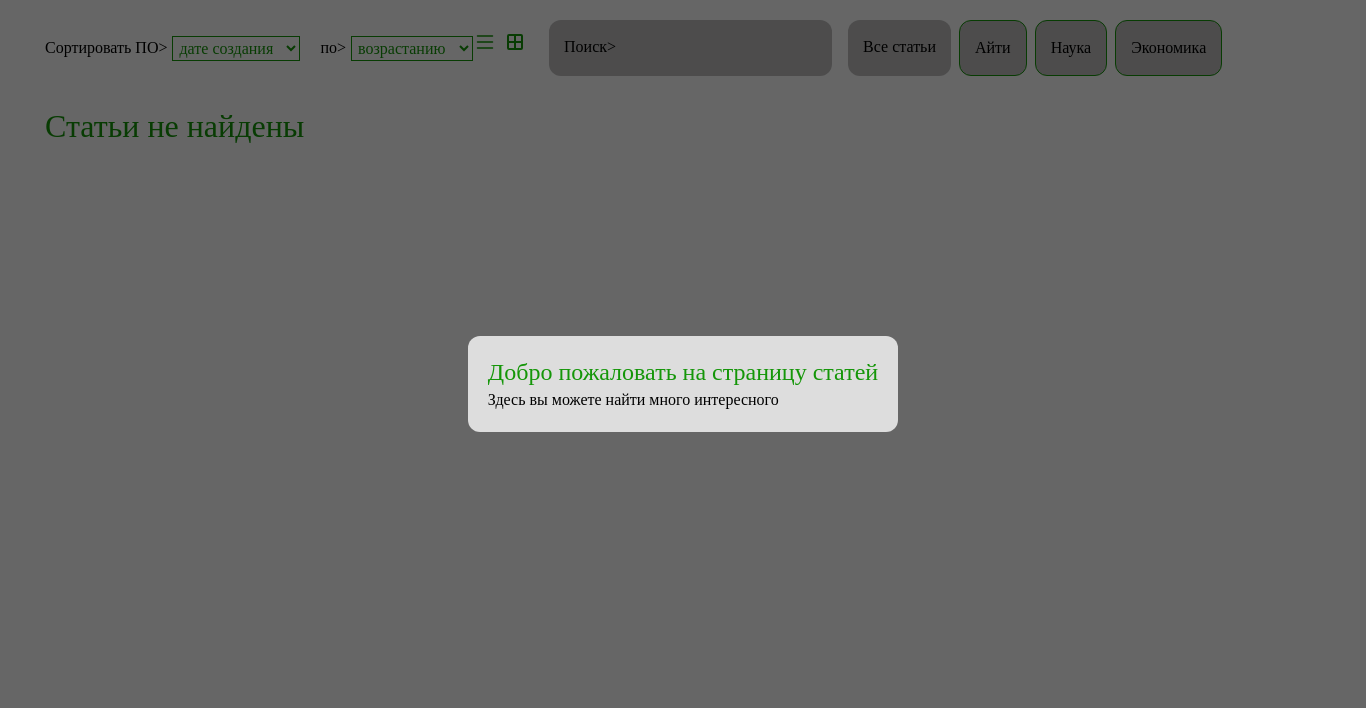 Сортировать ПО> дате создания по> возрастанию Поиск> Все статьи Айти Наука Экономика
Статьи не найдены
Добро пожаловать на страницу статей
Здесь вы можете найти много интересного